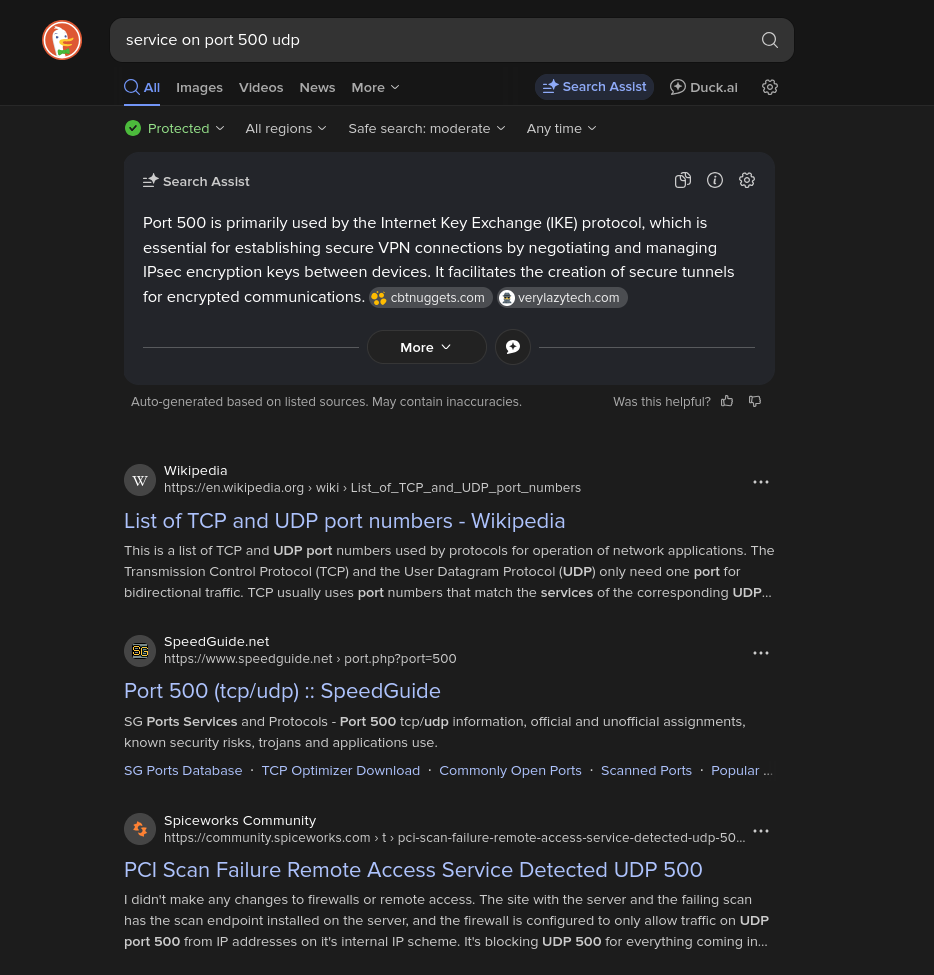 service on port 500 udp
All Images Videos News More Search Assist Duck.ai
Protected All regions Safe search: moderate Any time
Search Assist
Port 500 is primarily used by the Internet Key Exchange (IKE) protocol, which is
essential for establishing secure VPN connections by negotiating and managing
IPsec encryption keys between devices. It facilitates the creation of secure tunnels
for encrypted communications. cbtnuggets.com verylazytech.com
More
Auto-generated based on listed sources. May contain inaccuracies. Was this helpful?
Wikipedia
W https://en.wikipedia.org › wiki › List_of_TCP_and_UDP_port_numbers
List of TCP and UDP port numbers - Wikipedia
This is a list of TCP and UDP port numbers used by protocols for operation of network applications. The
Transmission Control Protocol (TCP) and the User Datagram Protocol (UDP) only need one port for
bidirectional traffic. TCP usually uses port numbers that match the services of the corresponding UDP...
SpeedGuide.net
SG https://www.speedguide.net › port.php?port=500
Port 500 (tcp/udp) :: SpeedGuide
SG Ports Services and Protocols - Port 500 tcp/udp information, official and unofficial assignments,
known security risks, trojans and applications use.
SG Ports Database · TCP Optimizer Download · Commonly Open Ports · Scanned Ports · Popular ...
Spiceworks Community
https://community.spiceworks.com › t › pci-scan-failure-remote-access-service-detected-udp-50...
PCI Scan Failure Remote Access Service Detected UDP 500
I didn't make any changes to firewalls or remote access. The site with the server and the failing scan
has the scan endpoint installed on the server, and the firewall is configured to only allow traffic on UDP
port 500 from IP addresses on it's internal IP scheme. It's blocking UDP 500 for everything coming in...